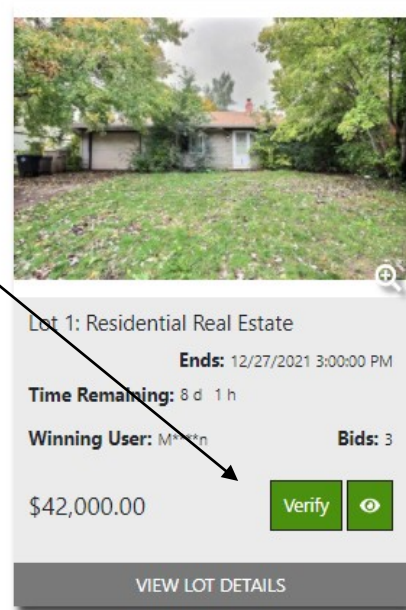 Lot 1: Residential Real Estate
Ends: 12/27/2021 3:00:00 PM
Time Remaining: 8 d 1 h
Winning User: M****n Bids: 3
$42,000.00 Verify
VIEW LOT DETAILS